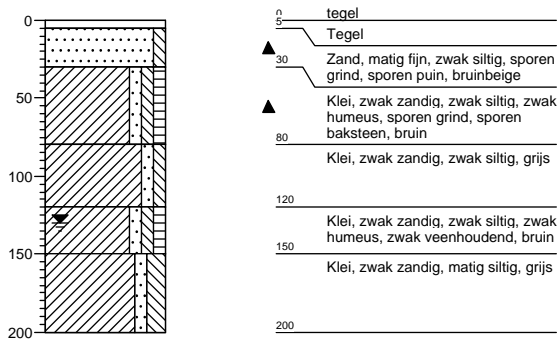 0
50
100
150
200
0
tegel
5
Tegel
Zand, matig fijn, zwak siltig, sporen
grind, sporen puin, bruinbeige
30
Klei, zwak zandig, zwak siltig, zwak
humeus, sporen grind, sporen
baksteen, bruin
80
Klei, zwak zandig, zwak siltig, grijs
120
Klei, zwak zandig, zwak siltig, zwak
humeus, zwak veenhoudend, bruin
150
Klei, zwak zandig, matig siltig, grijs
200